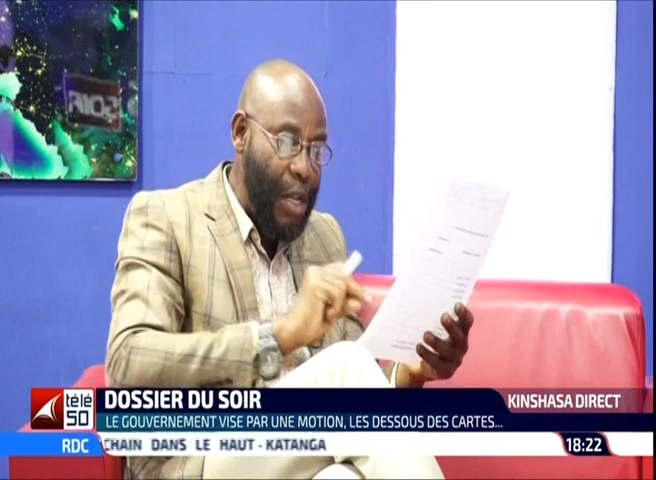 SOIR
DOSSIER DU SOIR
KINSHASA DIRECT
télé 50
LE GOUVERNEMENT VISE PAR UNE MOTION, LES DESSOUS DES CARTES...
RDC
CHAIN DANS LE HAUT - KATANGA
18:22